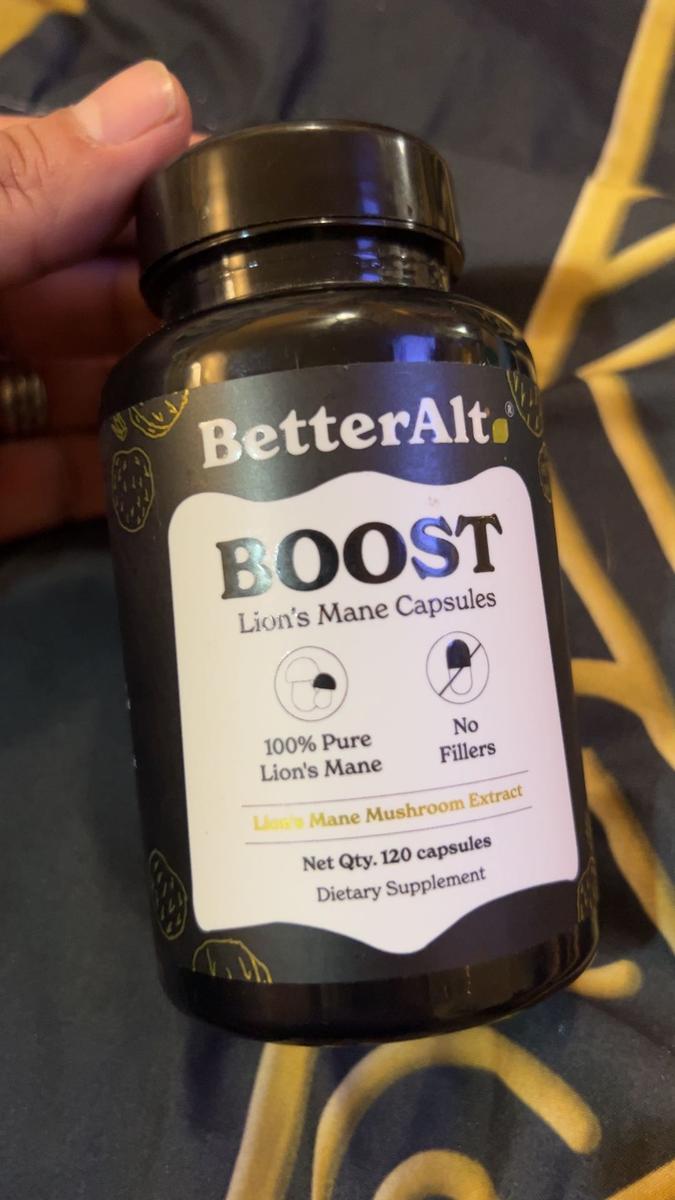 BetterAlt.®
BOOST
Lion's Mane Capsules
100% Pure
Lion's Mane
No
Fillers
Lion's Mane Mushroom Extract
Net Qty. 120 capsules
Dietary Supplement